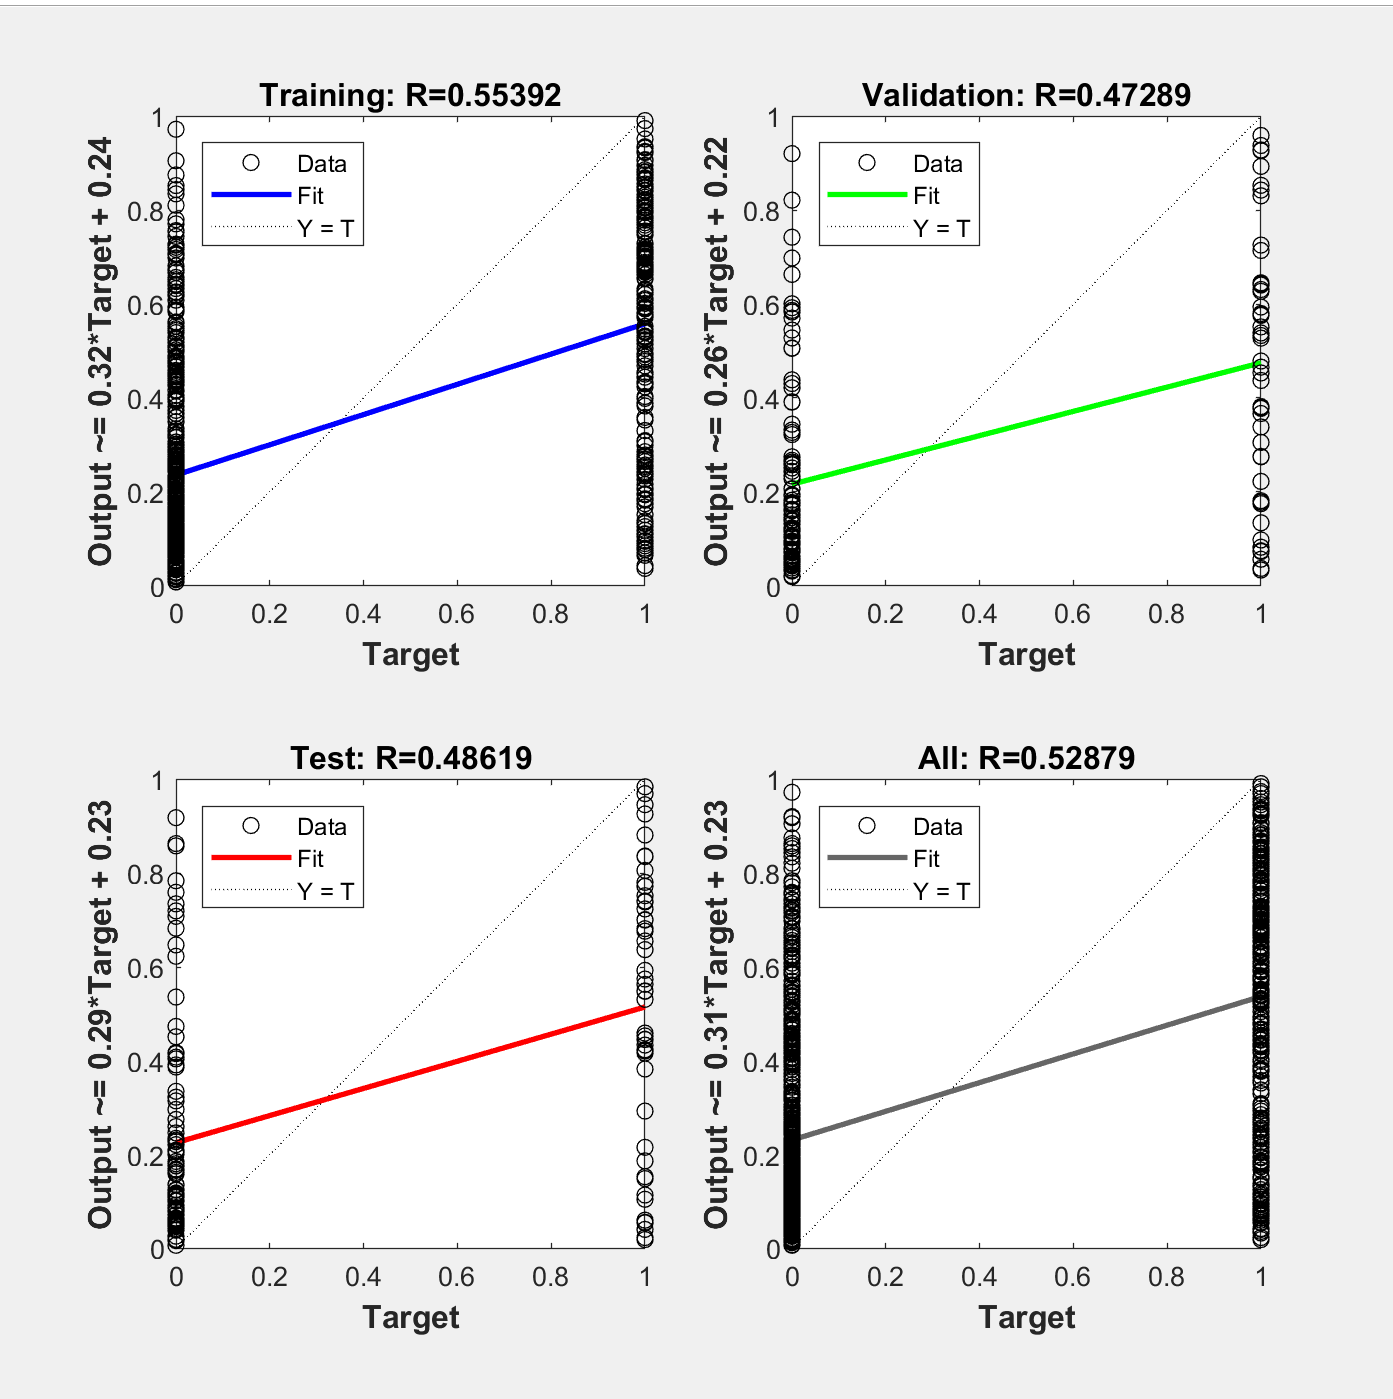 Training: R=0.55392
Output ~= 0.32*Target + 0.24
1
0.8
0.6
0.4
0.2
0
Data
Fit
Y = T
0 0.2 0.4 0.6 0.8 1
Target
Validation: R=0.47289
Output ~= 0.26*Target + 0.22
1
0.8
0.6
0.4
0.2
0
Data
Fit
Y = T
0 0.2 0.4 0.6 0.8 1
Target
Test: R=0.48619
Output ~= 0.29*Target + 0.23
1
0.8
0.6
0.4
0.2
0
Data
Fit
Y = T
0 0.2 0.4 0.6 0.8 1
Target
All: R=0.52879
Output ~= 0.31*Target + 0.23
1
0.8
0.6
0.4
0.2
0
Data
Fit
Y = T
0 0.2 0.4 0.6 0.8 1
Target